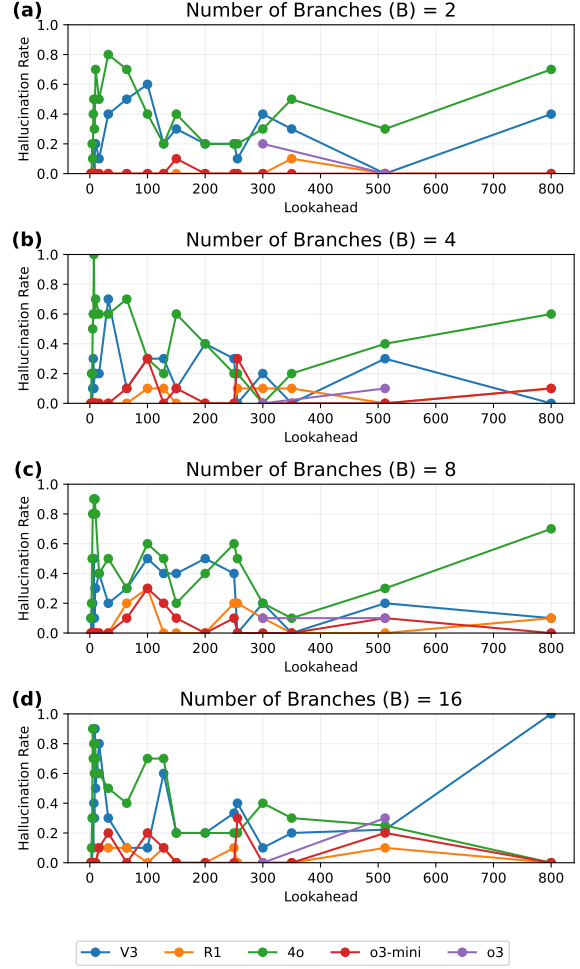 (a) Number of Branches (B) = 2
1.0
0.8
0.6
0.4
0.2
0.0
Hallucination Rate
0 100 200 300 400 500 600 700 800
Lookahead
(b) Number of Branches (B) = 4
1.0
0.8
0.6
0.4
0.2
0.0
Hallucination Rate
0 100 200 300 400 500 600 700 800
Lookahead
(c) Number of Branches (B) = 8
1.0
0.8
0.6
0.4
0.2
0.0
Hallucination Rate
0 100 200 300 400 500 600 700 800
Lookahead
(d) Number of Branches (B) = 16
1.0
0.8
0.6
0.4
0.2
0.0
Hallucination Rate
0 100 200 300 400 500 600 700 800
Lookahead
V3 R1 4o o3-mini o3